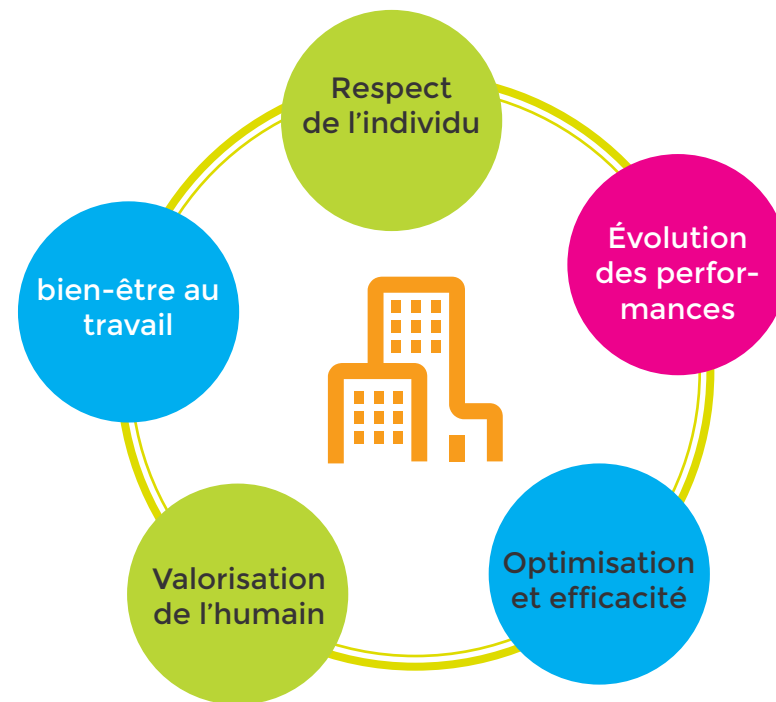 Respect
de l’individu
Évolution
des perfor-
mances
bien-être au
travail
Optimisation
et efficacité
Valorisation
de l’humain